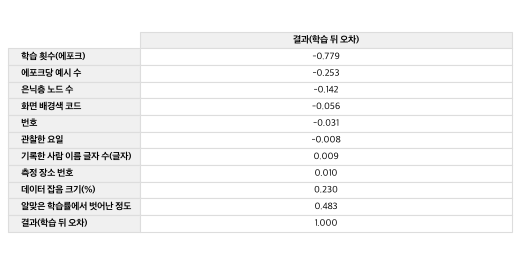 결과(학습 뒤 오차)
학습 횟수(에포크) -0.779
에포크당 예시 수 -0.253
은닉층 노드 수 -0.142
화면 배경색 코드 -0.056
번호 -0.031
관찰한 요일 -0.008
기록한 사람 이름 글자 수(글자) 0.009
측정 장소 번호 0.010
데이터 잡음 크기(%) 0.230
알맞은 학습률에서 벗어난 정도 0.483
결과(학습 뒤 오차) 1.000